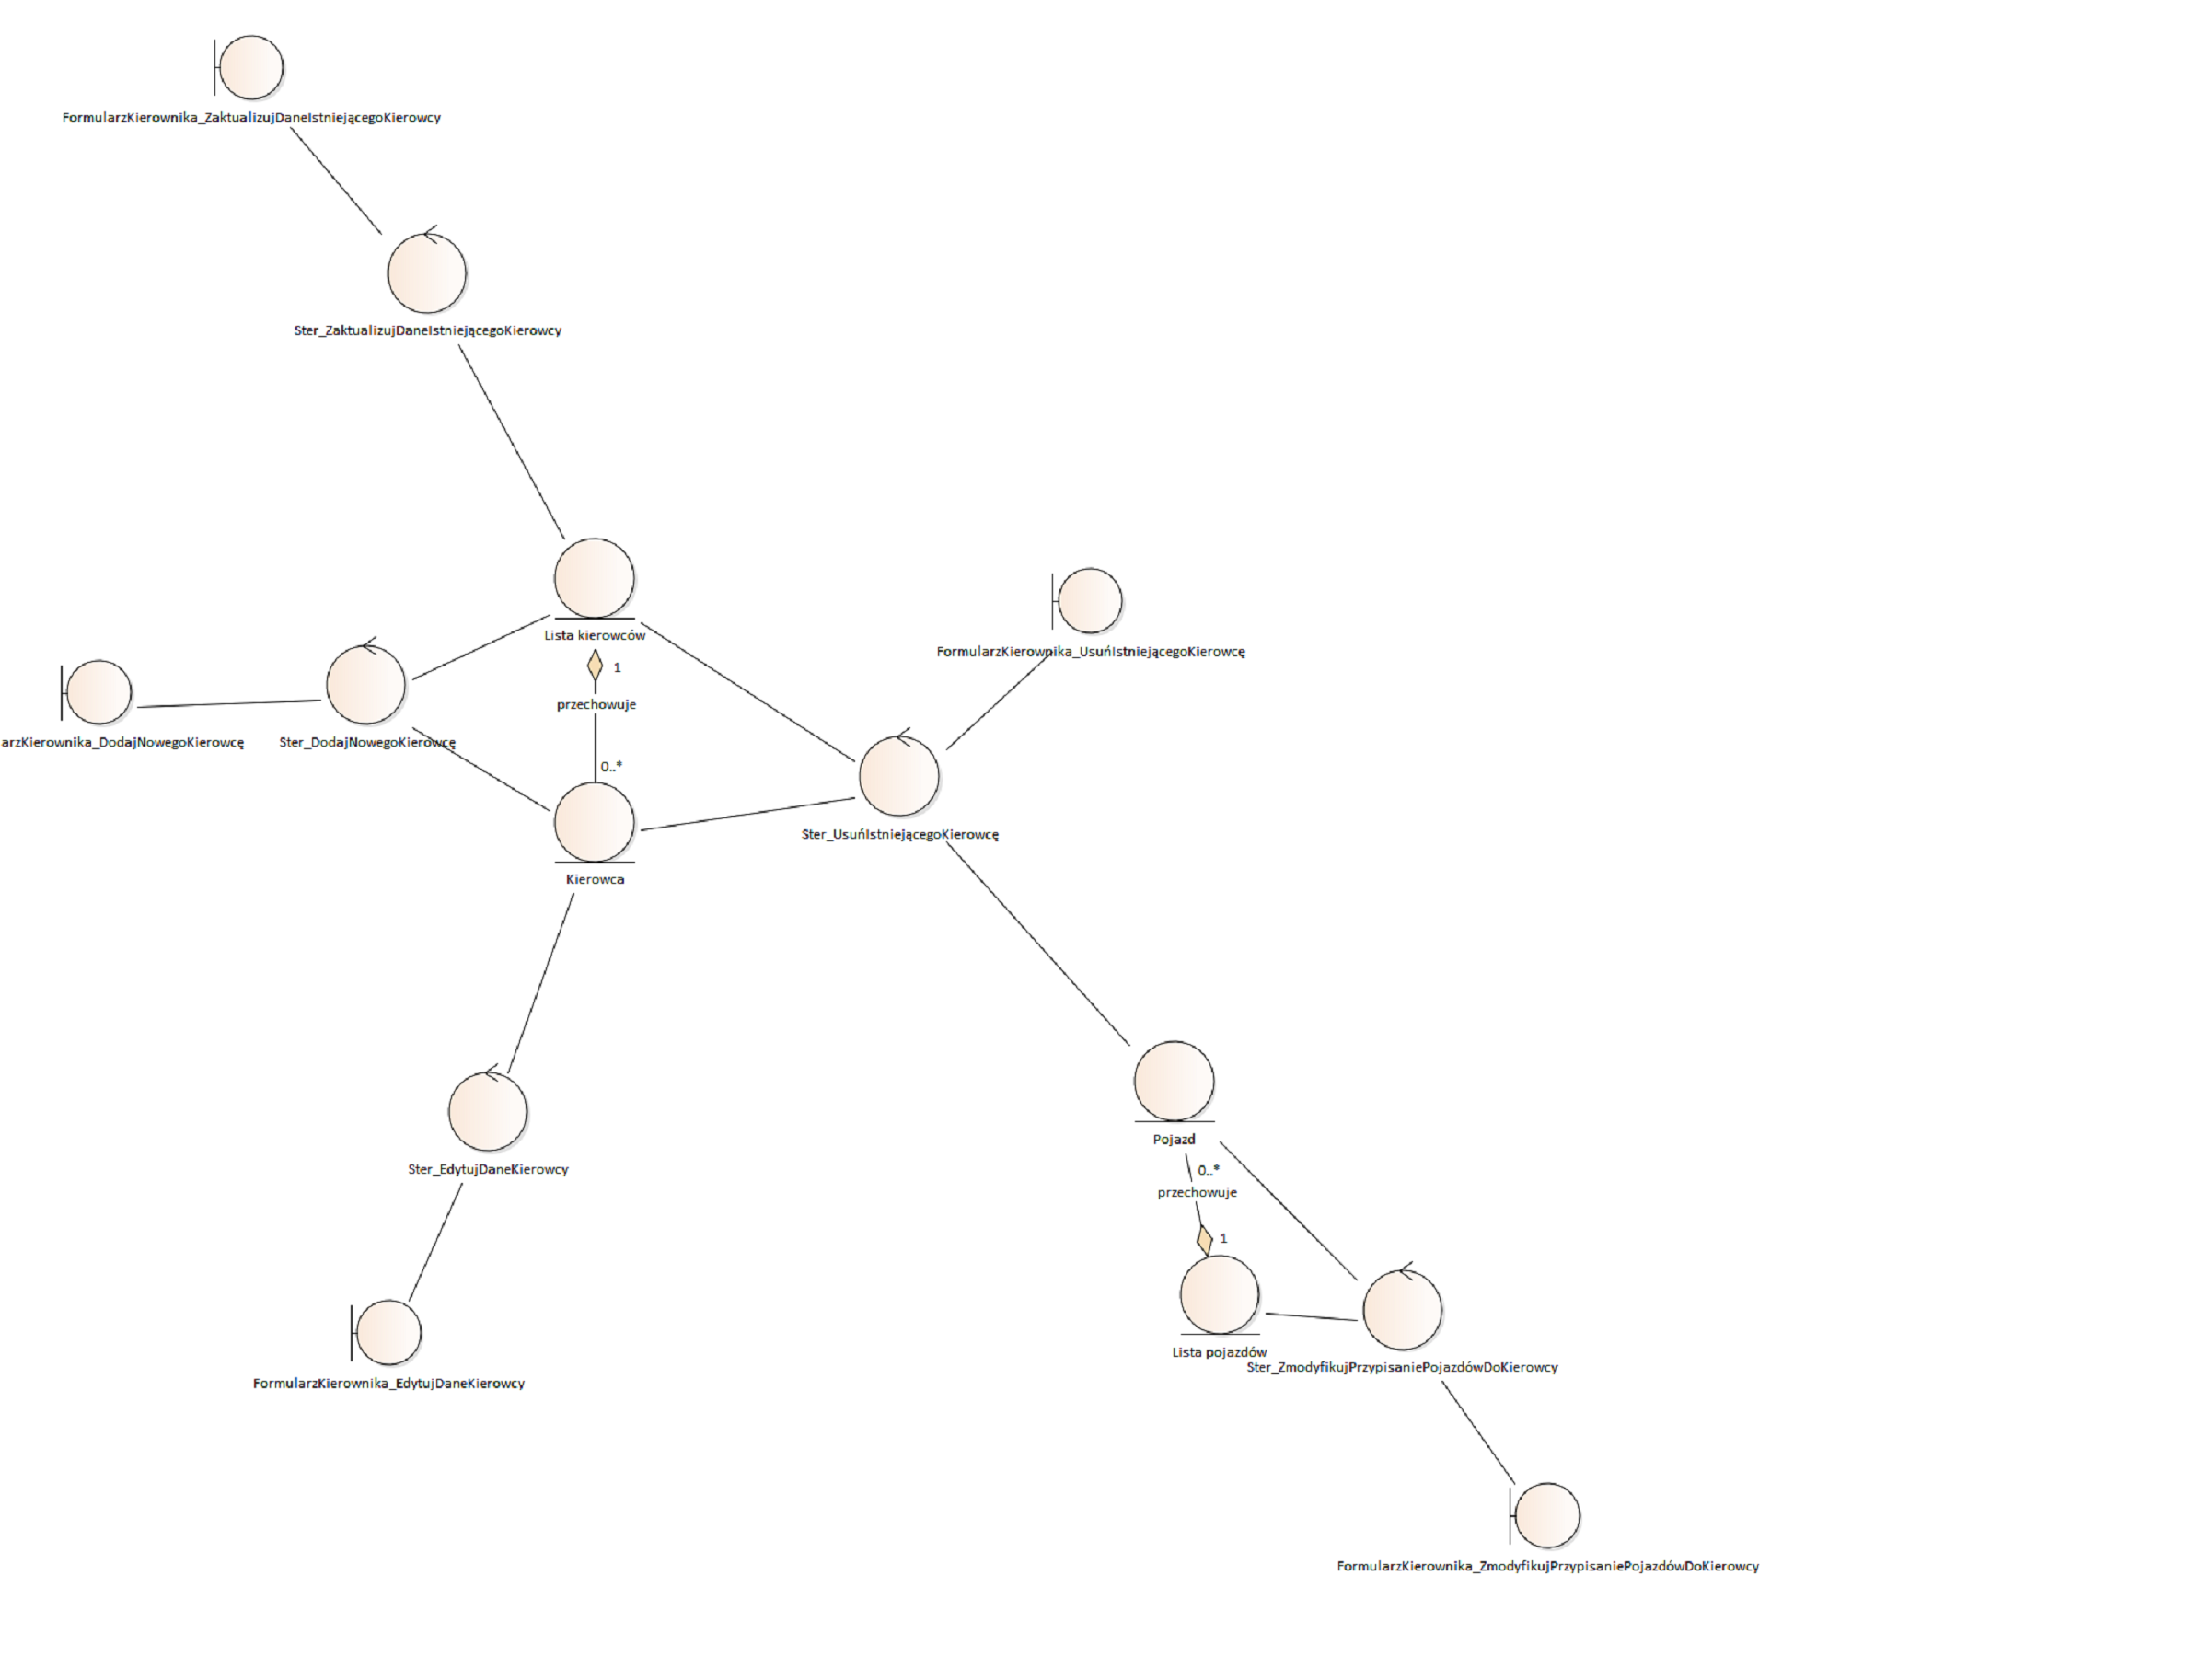 FormularzKierownika_ZaktualizujDaneIstniejącegoKierowcy
Ster_ZaktualizujDaneIstniejącegoKierowcy
Lista kierowców
FormularzKierownika_UsuńIstniejącegoKierowcę
1
przechowuje
arzKierownika_DodajNowegoKierowcę
Ster_DodajNowegoKierowcę
0..*
Ster_UsuńIstniejącegoKierowcę
Kierowca
Pojazd
Ster_EdytujDaneKierowcy
0..*
przechowuje
1
Lista pojazdów
Ster_ZmodyfikujPrzypisaniePojazdówDoKierowcy
FormularzKierownika_EdytujDaneKierowcy
FormularzKierownika_ZmodyfikujPrzypisaniePojazdówDoKierowcy